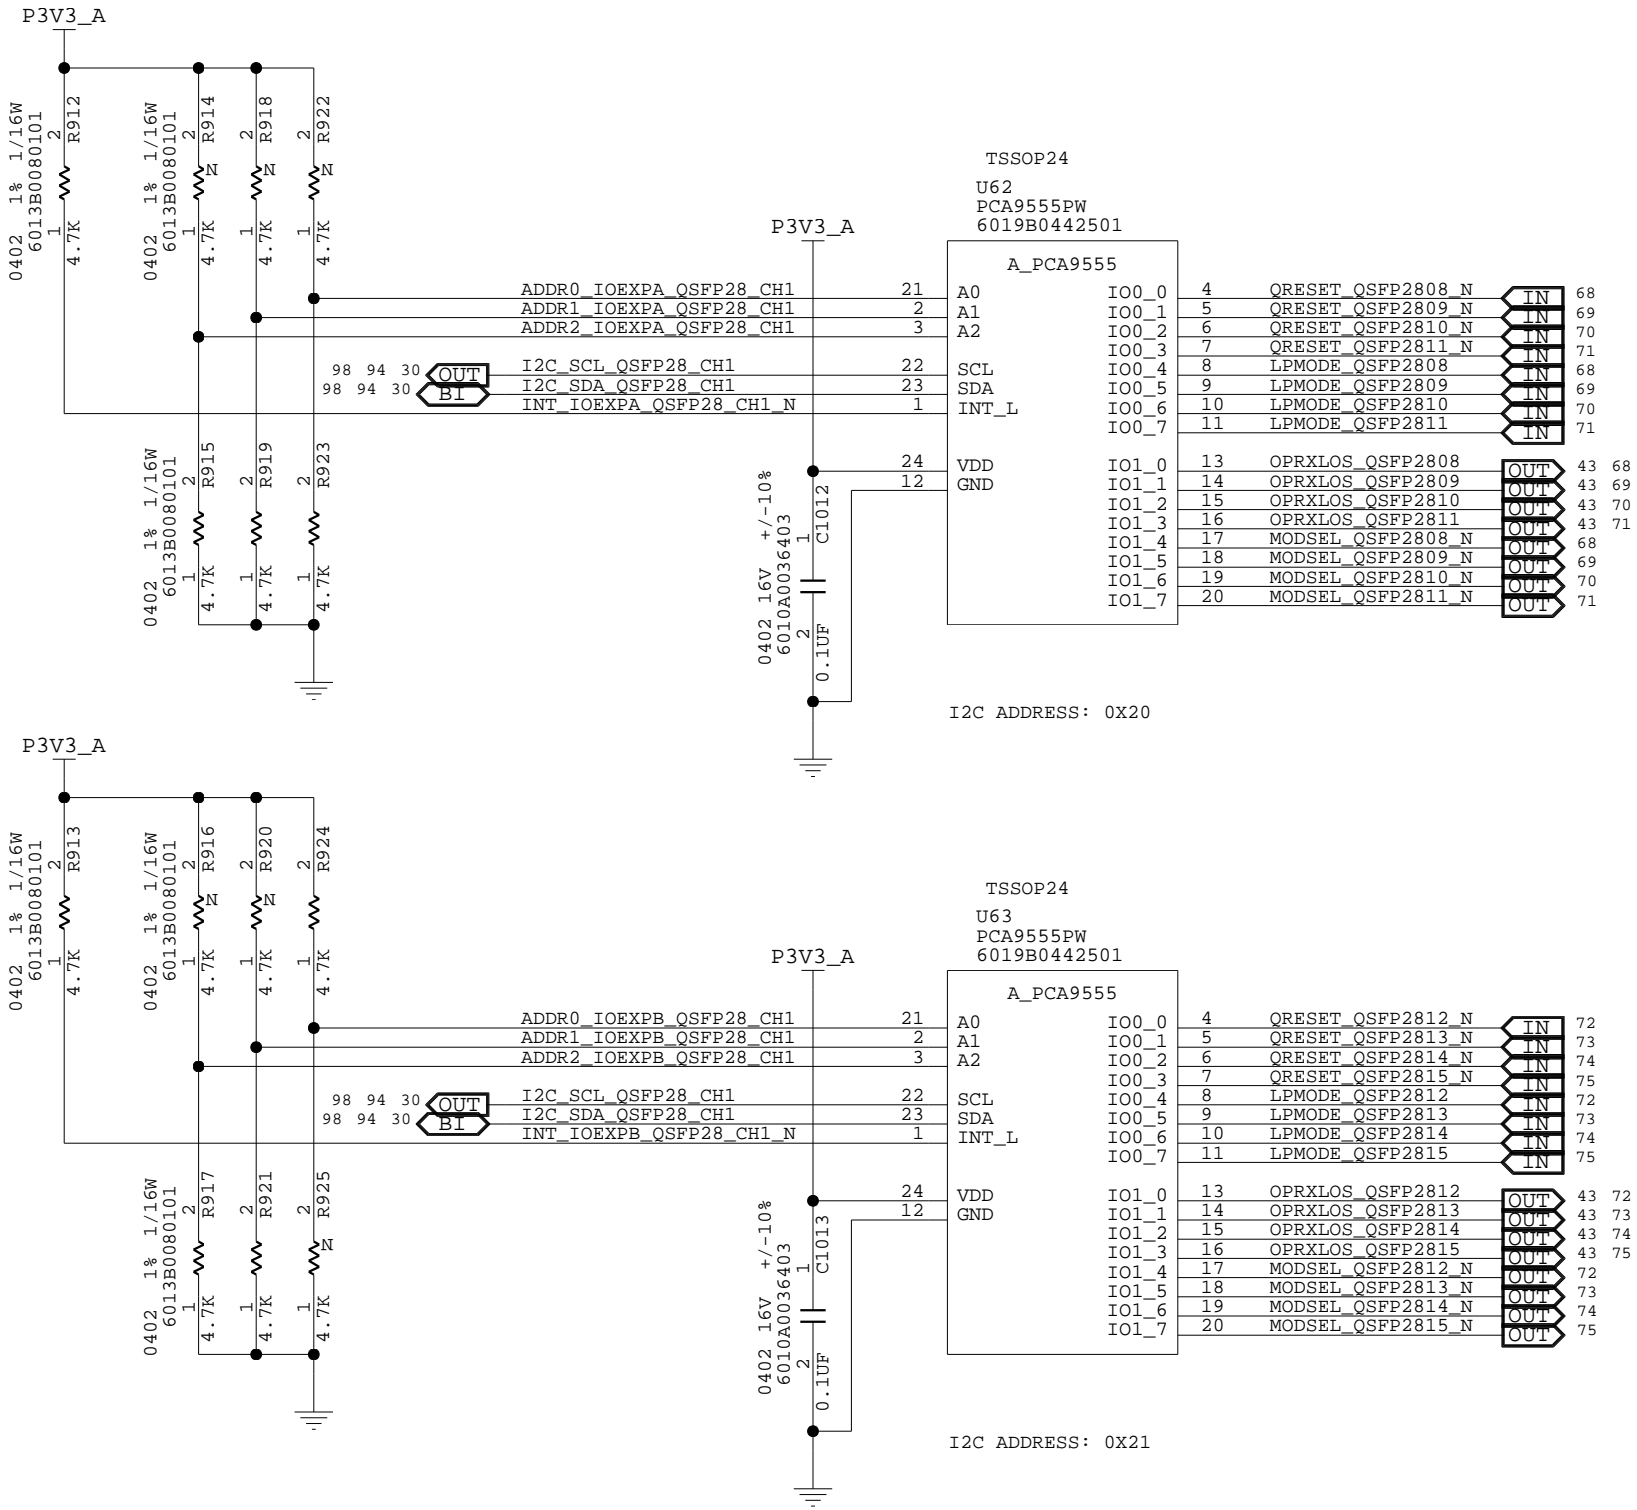 P3V3_A
0402 1% 1/16W
6013B0080101
2 R912
1 4.7K
0402 1% 1/16W
6013B0080101
2 R914
N
1 4.7K
2 R918
N
1 4.7K
2 R922
N
1 4.7K
0402 1% 1/16W
6013B0080101
2 R915
1 4.7K
2 R919
1 4.7K
2 R923
1 4.7K
TSSOP24
U62
PCA9555PW
6019B0442501
P3V3_A
A_PCA9555
ADDR0_IOEXPA_QSFP28_CH1 21 A0
ADDR1_IOEXPA_QSFP28_CH1 2 A1
ADDR2_IOEXPA_QSFP28_CH1 3 A2
98 94 30 OUT I2C_SCL_QSFP28_CH1 22 SCL
98 94 30 BI I2C_SDA_QSFP28_CH1 23 SDA
INT_IOEXPA_QSFP28_CH1_N 1 INT_L
24 VDD
12 GND
0402 16V +/-10%
6010A0036403
1 C1012
2 0.1UF
IO0_0 4 QRESET_QSFP2808_N IN 68
IO0_1 5 QRESET_QSFP2809_N IN 69
IO0_2 6 QRESET_QSFP2810_N IN 70
IO0_3 7 QRESET_QSFP2811_N IN 71
IO0_4 8 LPMODE_QSFP2808 IN 68
IO0_5 9 LPMODE_QSFP2809 IN 69
IO0_6 10 LPMODE_QSFP2810 IN 70
IO0_7 11 LPMODE_QSFP2811 IN 71
IO1_0 13 OPRXLOS_QSFP2808 OUT 43 68
IO1_1 14 OPRXLOS_QSFP2809 OUT 43 69
IO1_2 15 OPRXLOS_QSFP2810 OUT 43 70
IO1_3 16 OPRXLOS_QSFP2811 OUT 43 71
IO1_4 17 MODSEL_QSFP2808_N OUT 68
IO1_5 18 MODSEL_QSFP2809_N OUT 69
IO1_6 19 MODSEL_QSFP2810_N OUT 70
IO1_7 20 MODSEL_QSFP2811_N OUT 71
I2C ADDRESS: 0X20
P3V3_A
0402 1% 1/16W
6013B0080101
2 R913
1 4.7K
0402 1% 1/16W
6013B0080101
2 R916
N
1 4.7K
2 R920
N
1 4.7K
2 R924
1 4.7K
0402 1% 1/16W
6013B0080101
2 R917
1 4.7K
2 R921
1 4.7K
2 R925
N
1 4.7K
TSSOP24
U63
PCA9555PW
6019B0442501
P3V3_A
A_PCA9555
ADDR0_IOEXPB_QSFP28_CH1 21 A0
ADDR1_IOEXPB_QSFP28_CH1 2 A1
ADDR2_IOEXPB_QSFP28_CH1 3 A2
98 94 30 OUT I2C_SCL_QSFP28_CH1 22 SCL
98 94 30 BI I2C_SDA_QSFP28_CH1 23 SDA
INT_IOEXPB_QSFP28_CH1_N 1 INT_L
24 VDD
12 GND
0402 16V +/-10%
6010A0036403
1 C1013
2 0.1UF
IO0_0 4 QRESET_QSFP2812_N IN 72
IO0_1 5 QRESET_QSFP2813_N IN 73
IO0_2 6 QRESET_QSFP2814_N IN 74
IO0_3 7 QRESET_QSFP2815_N IN 75
IO0_4 8 LPMODE_QSFP2812 IN 72
IO0_5 9 LPMODE_QSFP2813 IN 73
IO0_6 10 LPMODE_QSFP2814 IN 74
IO0_7 11 LPMODE_QSFP2815 IN 75
IO1_0 13 OPRXLOS_QSFP2812 OUT 43 72
IO1_1 14 OPRXLOS_QSFP2813 OUT 43 73
IO1_2 15 OPRXLOS_QSFP2814 OUT 43 74
IO1_3 16 OPRXLOS_QSFP2815 OUT 43 75
IO1_4 17 MODSEL_QSFP2812_N OUT 72
IO1_5 18 MODSEL_QSFP2813_N OUT 73
IO1_6 19 MODSEL_QSFP2814_N OUT 74
IO1_7 20 MODSEL_QSFP2815_N OUT 75
I2C ADDRESS: 0X21